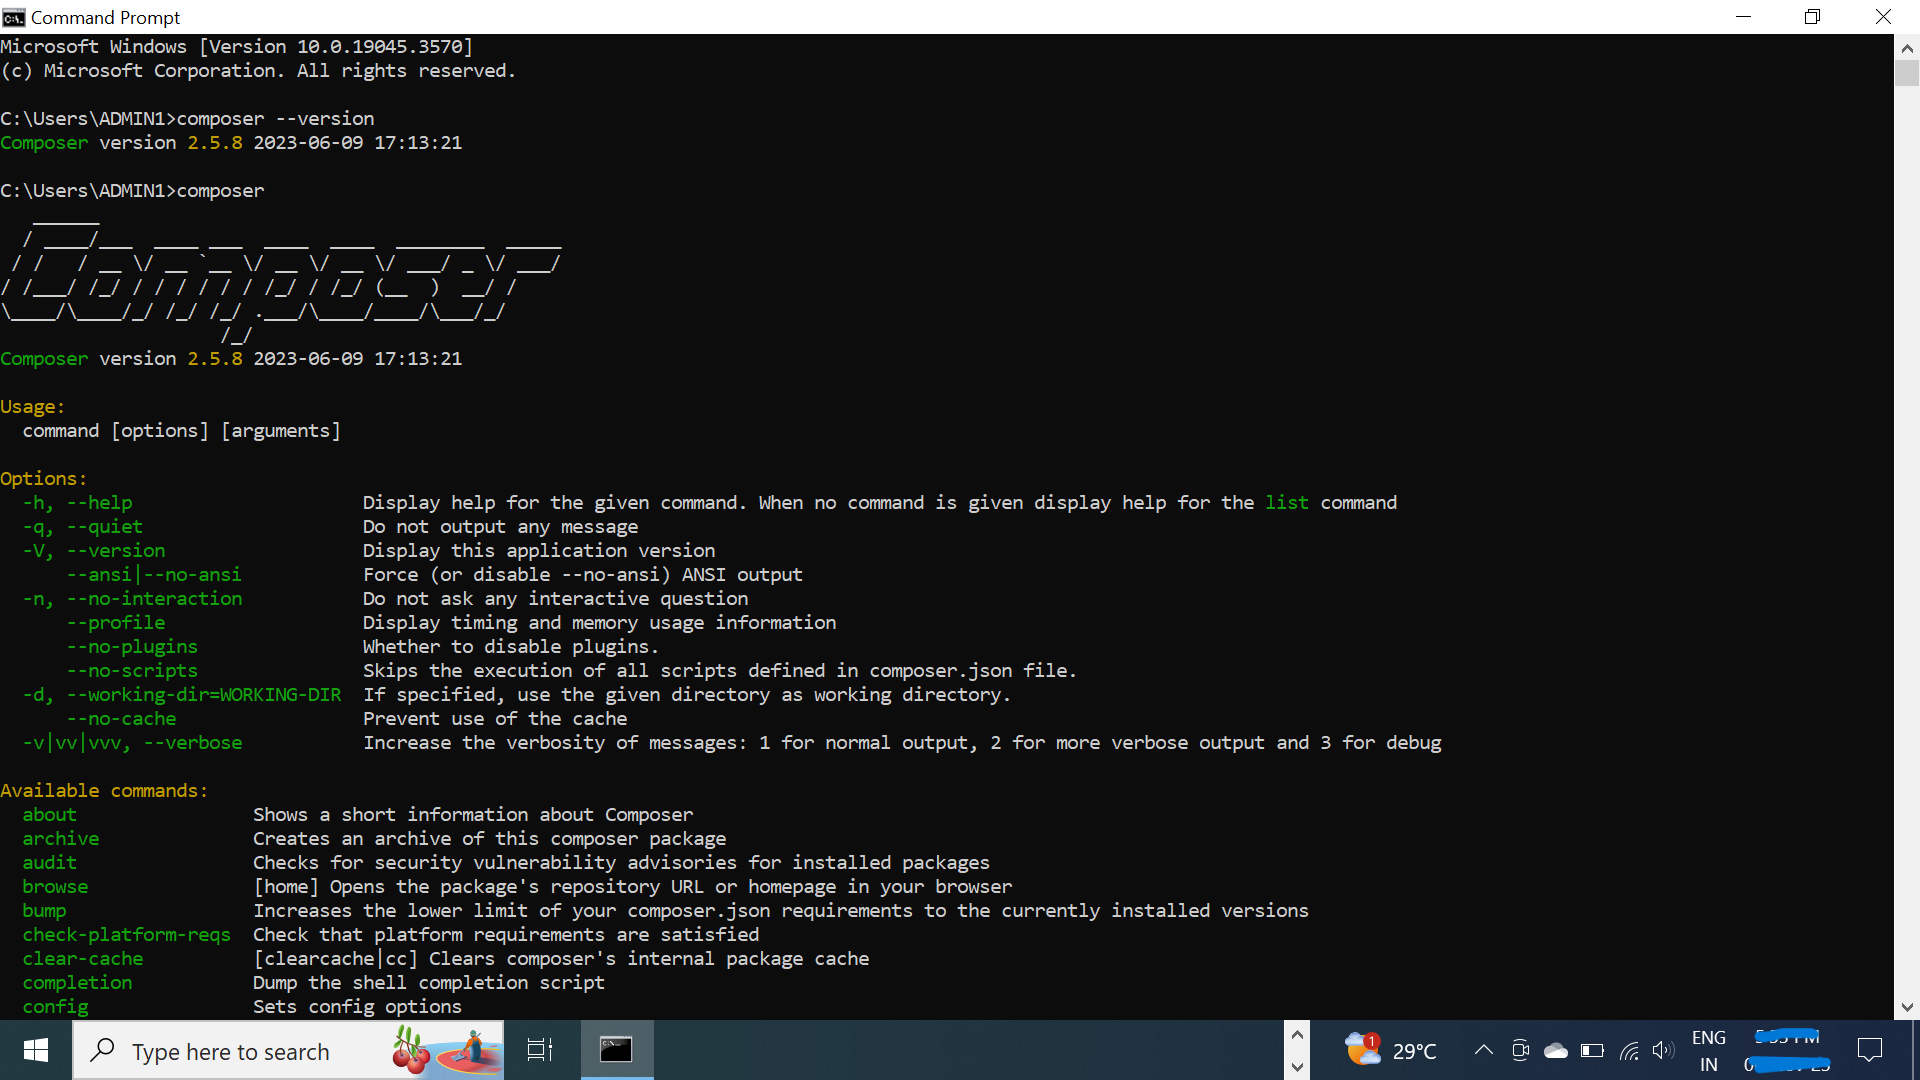 Command Prompt
Microsoft Windows [Version 10.0.19045.3570]
(c) Microsoft Corporation. All rights reserved.
C:\Users\ADMIN1>composer --version
Composer version 2.5.8 2023-06-09 17:13:21
C:\Users\ADMIN1>composer
Composer
Composer version 2.5.8 2023-06-09 17:13:21
Usage:
command [options] [arguments]
Options:
-h, --help Display help for the given command. When no command is given display help for the list command
-q, --quiet Do not output any message
-V, --version Display this application version
--ansi|--no-ansi Force (or disable --no-ansi) ANSI output
-n, --no-interaction Do not ask any interactive question
--profile Display timing and memory usage information
--no-plugins Whether to disable plugins.
--no-scripts Skips the execution of all scripts defined in composer.json file.
-d, --working-dir=WORKING-DIR If specified, use the given directory as working directory.
--no-cache Prevent use of the cache
-v|vv|vvv, --verbose Increase the verbosity of messages: 1 for normal output, 2 for more verbose output and 3 for debug
Available commands:
about Shows a short information about Composer
archive Creates an archive of this composer package
audit Checks for security vulnerability advisories for installed packages
browse [home] Opens the package's repository URL or homepage in your browser
bump Increases the lower limit of your composer.json requirements to the currently installed versions
check-platform-reqs Check that platform requirements are satisfied
clear-cache [clearcache|cc] Clears composer's internal package cache
completion Dump the shell completion script
config Sets config options
Type here to search
1
29°C
ENG
IN